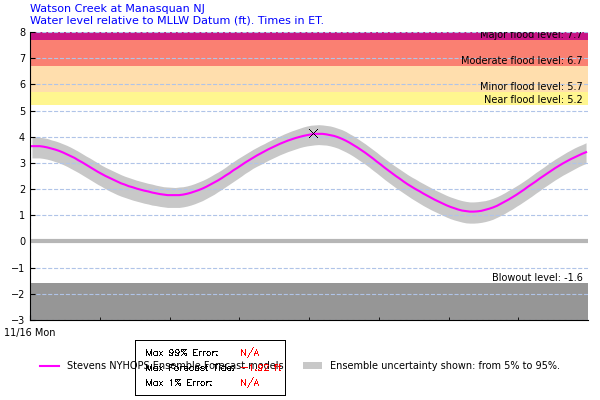 Watson Creek at Manasquan NJ
Water level relative to MLLW Datum (ft). Times in ET.
8
Major flood level: 7.7
7
Moderate flood level: 6.7
6
Minor flood level: 5.7
Near flood level: 5.2
5
4
3
2
1
0
−1
Blowout level: -1.6
−2
−3
11/16 Mon
Max 99% Error: N/A
Stevens NYHOPS Ensemble Forecast models
Ensemble uncertainty shown: from 5% to 95%.
Max Forecast Tide:
Max 1% Error: N/A